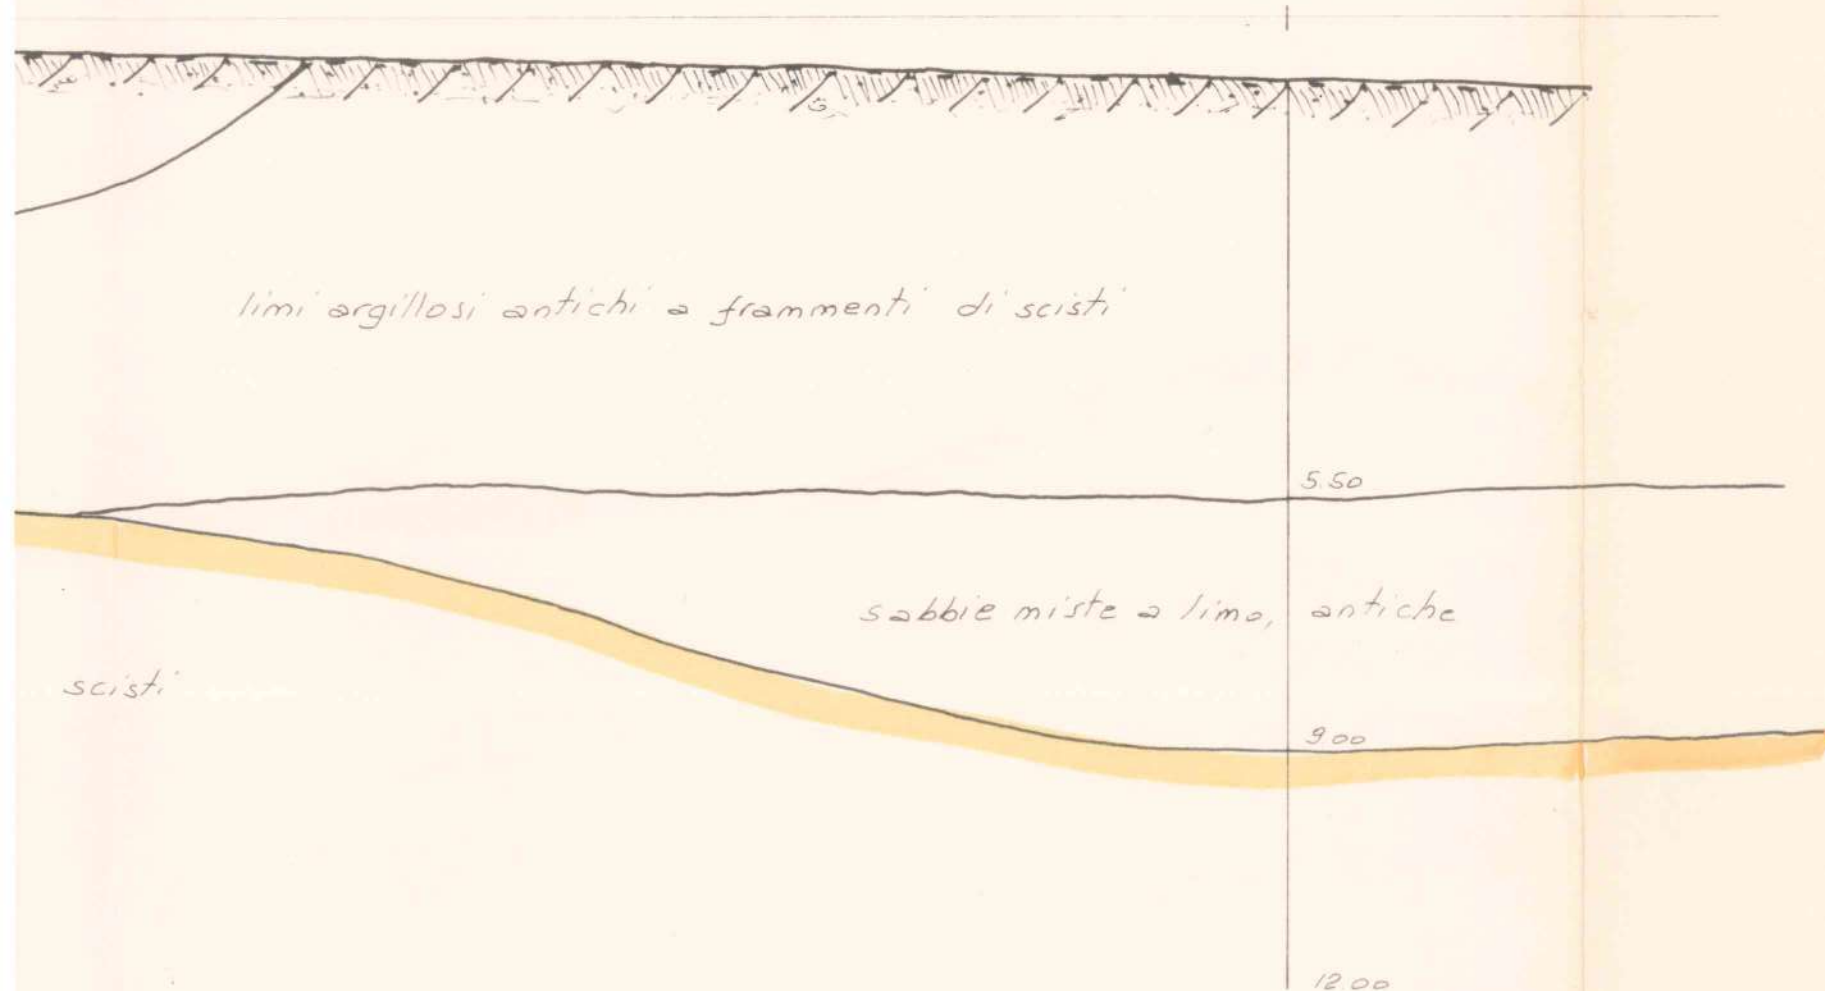 limi argillosi antichi a frammenti di scisti
5.50
sabbie miste a limo, antiche
scisti
9.00
12.00